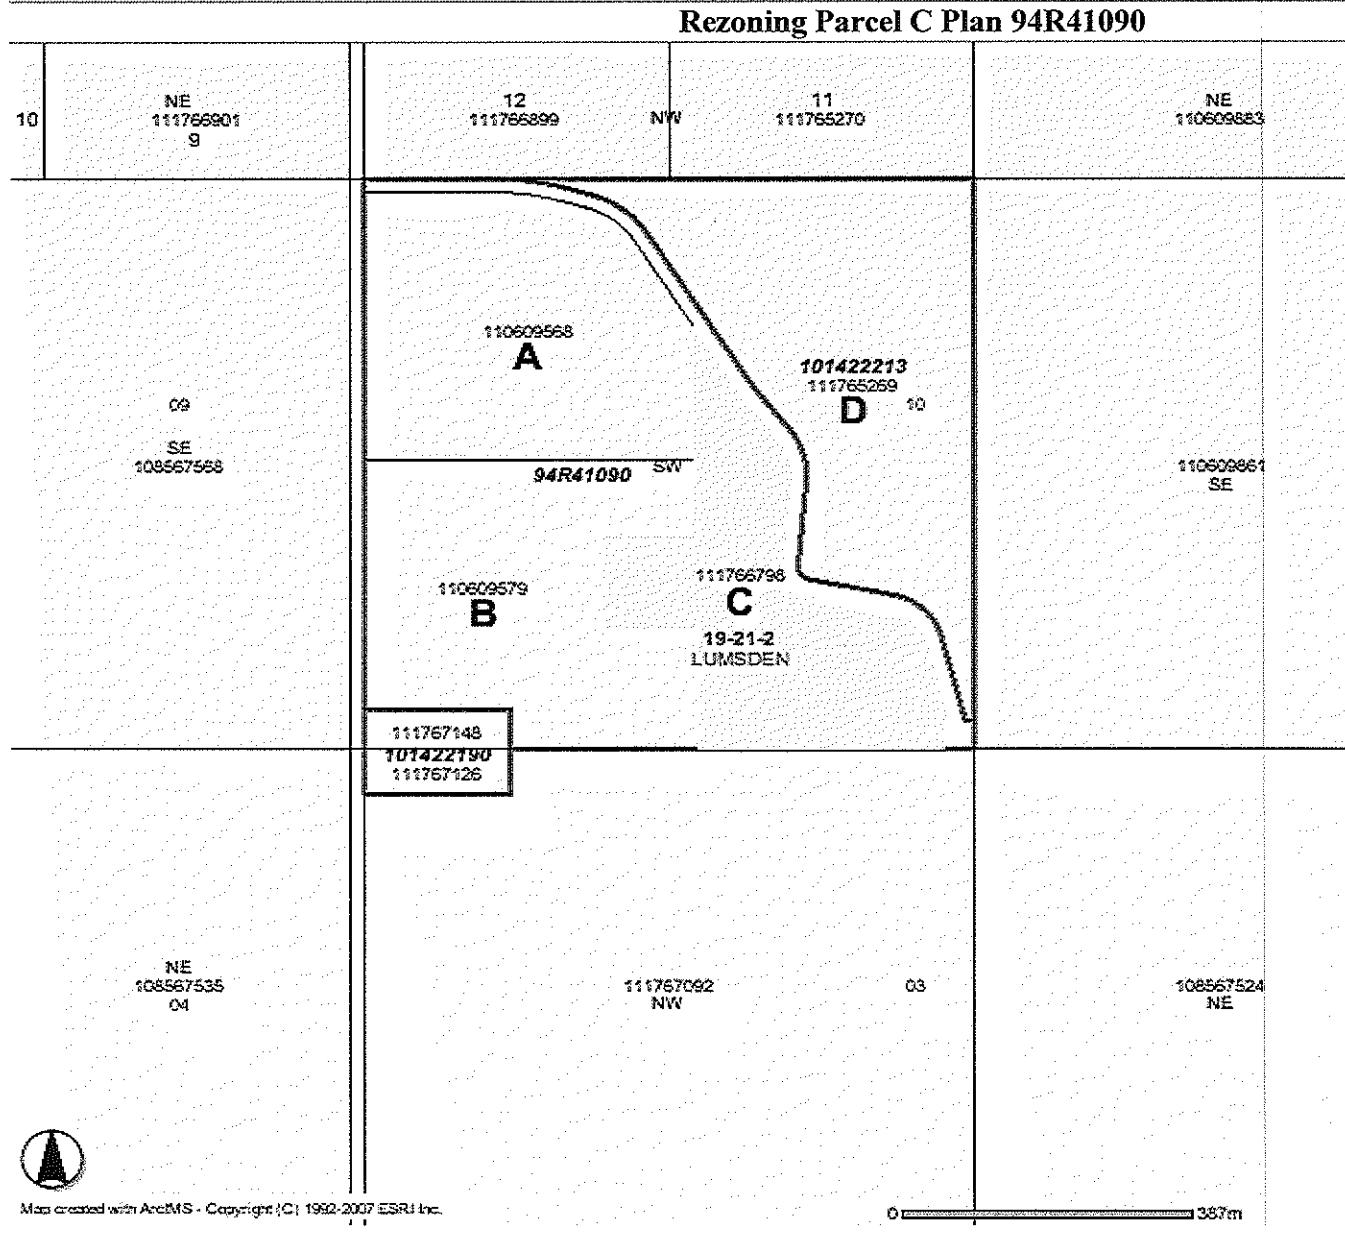 Rezoning Parcel C Plan 94R41090
10
NE
111766901
9
12
111766899
NW
11
111765270
NE
110609883
110609568
A
101422213
111765269
D
10
09
SE
108567568
94R41090
SW
110609861
SE
110609579
B
111766798
C
19-21-2
LUMSDEN
111767148
101422190
111767126
NE
108567535
04
111767092
NW
03
108567524
NE
Map created with ArcIMS - Copyright (C) 1992-2007 ESRI Inc.
0 387m